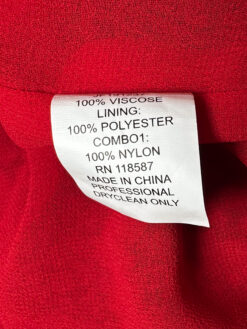 100% VISCOSE
LINING:
100% POLYESTER
COMBO1:
100% NYLON
RN 118587
MADE IN CHINA
PROFESSIONAL
DRYCLEAN ONLY